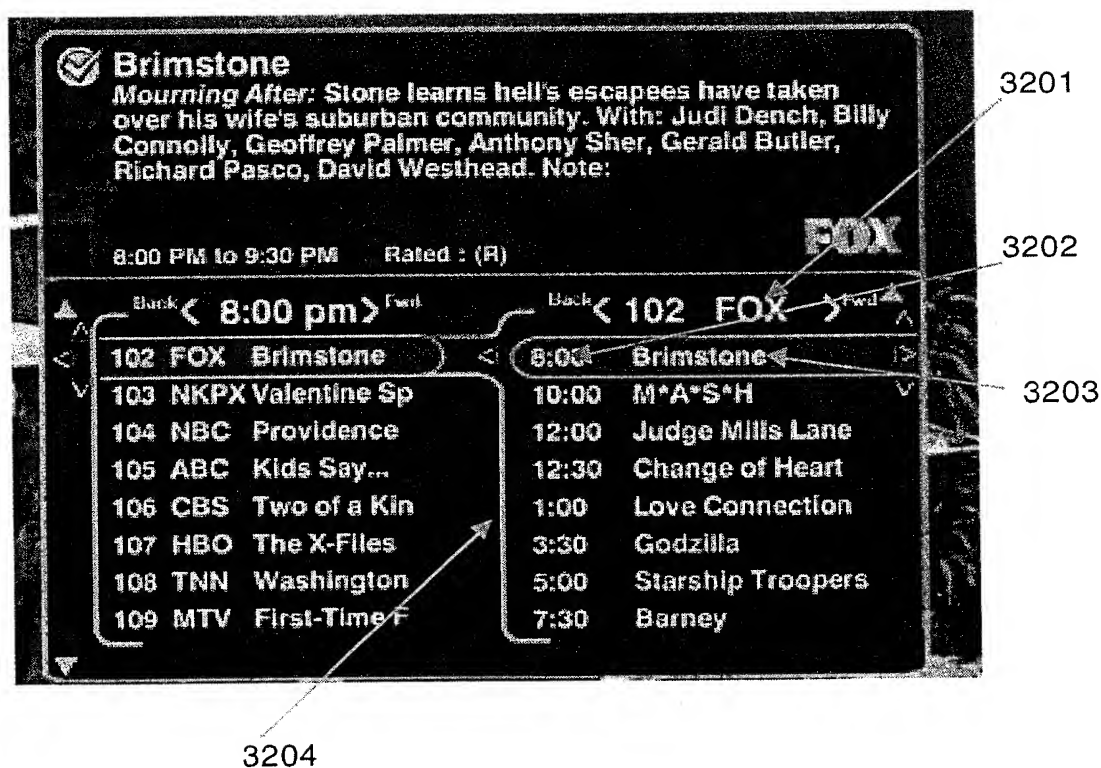 Brimstone
Mourning After: Stone learns hell's escapees have taken
over his wife's suburban community. With: Judi Dench, Billy
Connolly, Geoffrey Palmer, Anthony Sher, Gerald Butler,
Richard Pasco, David Westhead. Note:
FOX
8:00 PM to 9:30 PM Rated : (R)
Back < 8:00 pm > Fwd
102 FOX Brimstone
103 NKPX Valentine Sp
104 NBC Providence
105 ABC Kids Say...
106 CBS Two of a Kin
107 HBO The X-Files
108 TNN Washington
109 MTV First-Time F
Back < 102 FOX > Fwd
8:00 Brimstone
10:00 M*A*S*H
12:00 Judge Mills Lane
12:30 Change of Heart
1:00 Love Connection
3:30 Godzilla
5:00 Starship Troopers
7:30 Barney
3201
3202
3203
3204